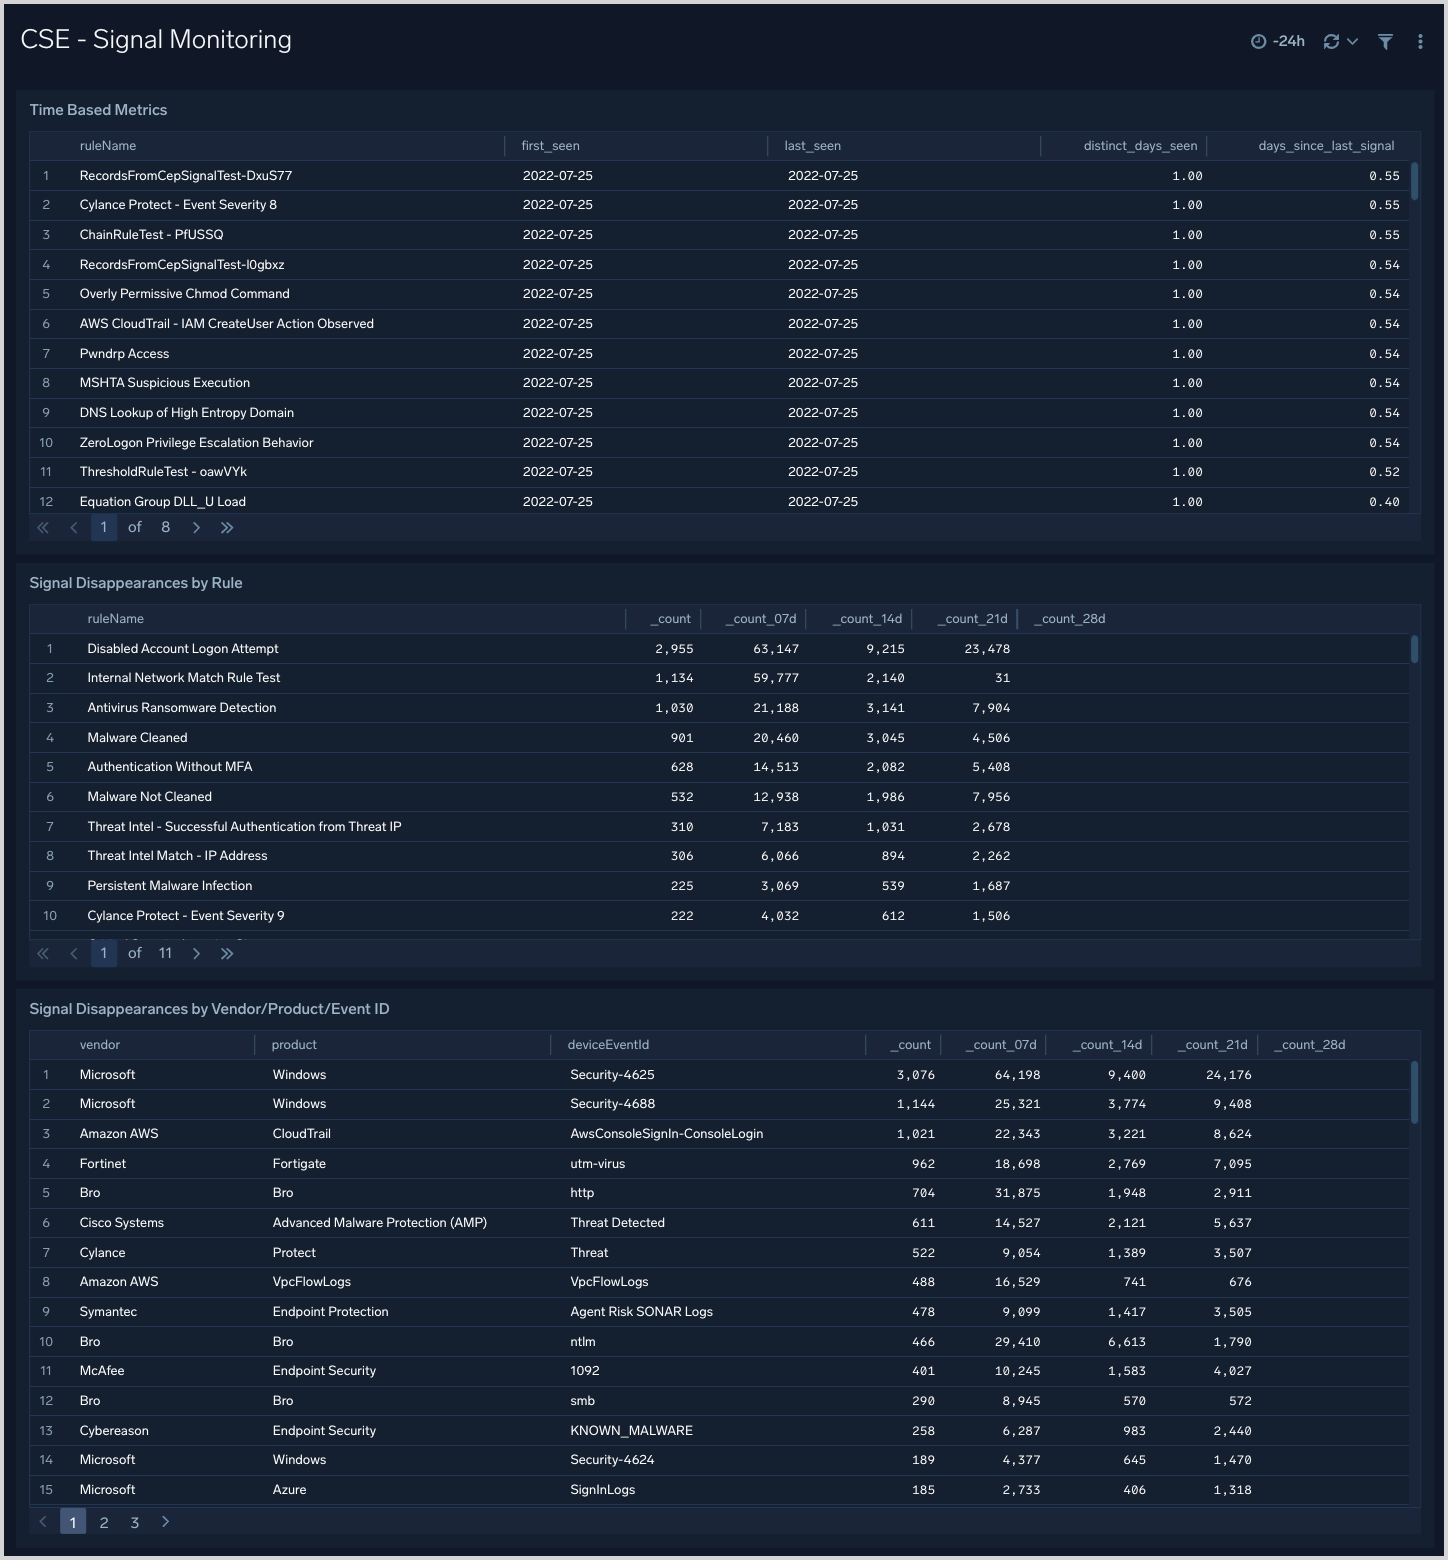 CSE - Signal Monitoring
-24h
Time Based Metrics
ruleName first_seen last_seen distinct_days_seen days_since_last_signal
1 RecordsFromCepSignalTest-DxuS77 2022-07-25 2022-07-25 1.00 0.55
2 Cylance Protect - Event Severity 8 2022-07-25 2022-07-25 1.00 0.55
3 ChainRuleTest - PfUSSQ 2022-07-25 2022-07-25 1.00 0.55
4 RecordsFromCepSignalTest-l0gbxz 2022-07-25 2022-07-25 1.00 0.54
5 Overly Permissive Chmod Command 2022-07-25 2022-07-25 1.00 0.54
6 AWS CloudTrail - IAM CreateUser Action Observed 2022-07-25 2022-07-25 1.00 0.54
7 Pwndrp Access 2022-07-25 2022-07-25 1.00 0.54
8 MSHTA Suspicious Execution 2022-07-25 2022-07-25 1.00 0.54
9 DNS Lookup of High Entropy Domain 2022-07-25 2022-07-25 1.00 0.54
10 ZeroLogon Privilege Escalation Behavior 2022-07-25 2022-07-25 1.00 0.54
11 ThresholdRuleTest - oawVYk 2022-07-25 2022-07-25 1.00 0.52
12 Equation Group DLL_U Load 2022-07-25 2022-07-25 1.00 0.40
1 of 8
Signal Disappearances by Rule
ruleName _count _count_07d _count_14d _count_21d _count_28d
1 Disabled Account Logon Attempt 2,955 63,147 9,215 23,478
2 Internal Network Match Rule Test 1,134 59,777 2,140 31
3 Antivirus Ransomware Detection 1,030 21,188 3,141 7,904
4 Malware Cleaned 901 20,460 3,045 4,506
5 Authentication Without MFA 628 14,513 2,082 5,408
6 Malware Not Cleaned 532 12,938 1,986 7,956
7 Threat Intel - Successful Authentication from Threat IP 310 7,183 1,031 2,678
8 Threat Intel Match - IP Address 306 6,066 894 2,262
9 Persistent Malware Infection 225 3,069 539 1,687
10 Cylance Protect - Event Severity 9 222 4,032 612 1,506
1 of 11
Signal Disappearances by Vendor/Product/Event ID
vendor product deviceEventId _count _count_07d _count_14d _count_21d _count_28d
1 Microsoft Windows Security-4625 3,076 64,198 9,400 24,176
2 Microsoft Windows Security-4688 1,144 25,321 3,774 9,408
3 Amazon AWS CloudTrail AwsConsoleSignIn-ConsoleLogin 1,021 22,343 3,221 8,624
4 Fortinet Fortigate utm-virus 962 18,698 2,769 7,095
5 Bro Bro http 704 31,875 1,948 2,911
6 Cisco Systems Advanced Malware Protection (AMP) Threat Detected 611 14,527 2,121 5,637
7 Cylance Protect Threat 522 9,054 1,389 3,507
8 Amazon AWS VpcFlowLogs VpcFlowLogs 488 16,529 741 676
9 Symantec Endpoint Protection Agent Risk SONAR Logs 478 9,099 1,417 3,505
10 Bro Bro ntlm 466 29,410 6,613 1,790
11 McAfee Endpoint Security 1092 401 10,245 1,583 4,027
12 Bro Bro smb 290 8,945 570 572
13 Cybereason Endpoint Security KNOWN_MALWARE 258 6,287 983 2,440
14 Microsoft Windows Security-4624 189 4,377 645 1,470
15 Microsoft Azure SignInLogs 185 2,733 406 1,318
1 2 3